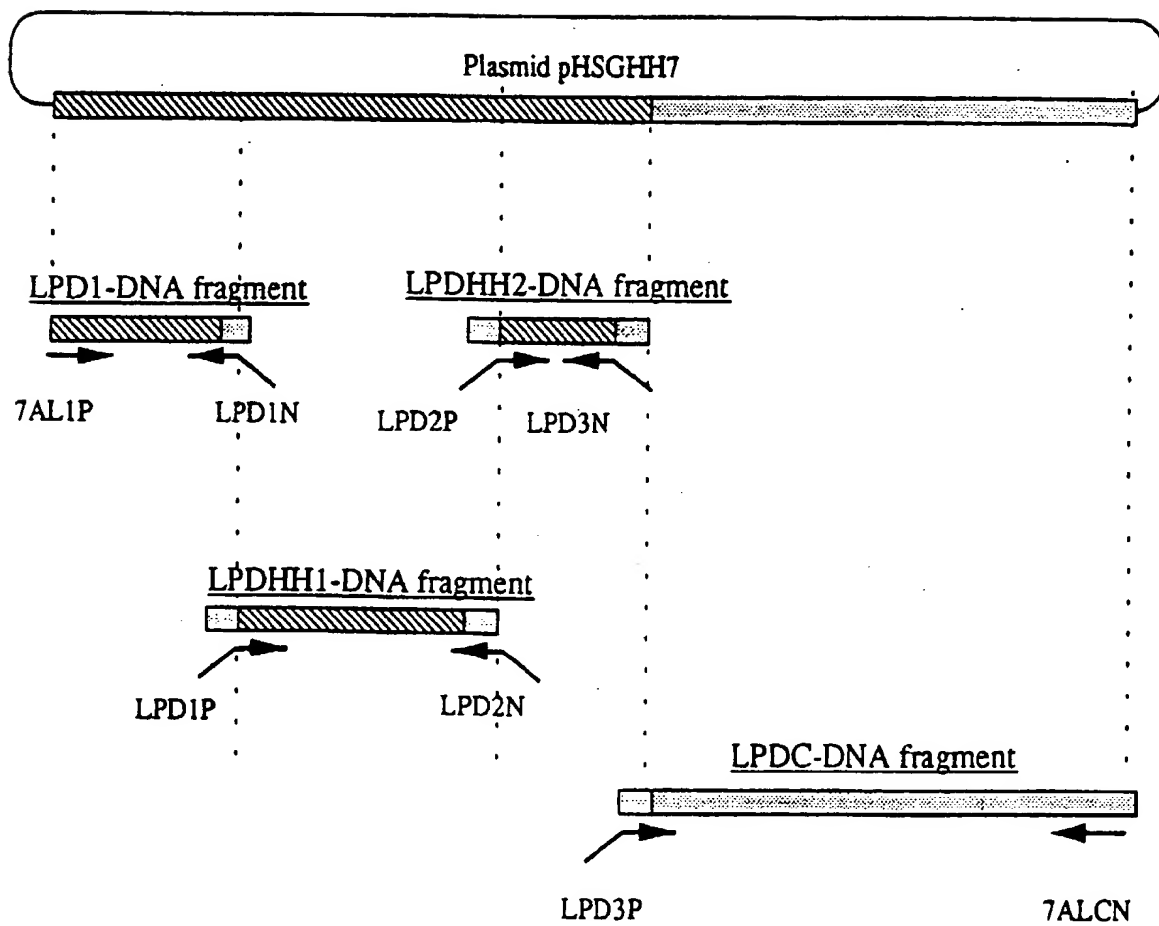 Plasmid pHSGHH7
LPD1-DNA fragment
LPDHH2-DNA fragment
7AL1P
LPD1N
LPD2P
LPD3N
LPDHH1-DNA fragment
LPD1P
LPD2N
LPDC-DNA fragment
LPD3P
7ALCN